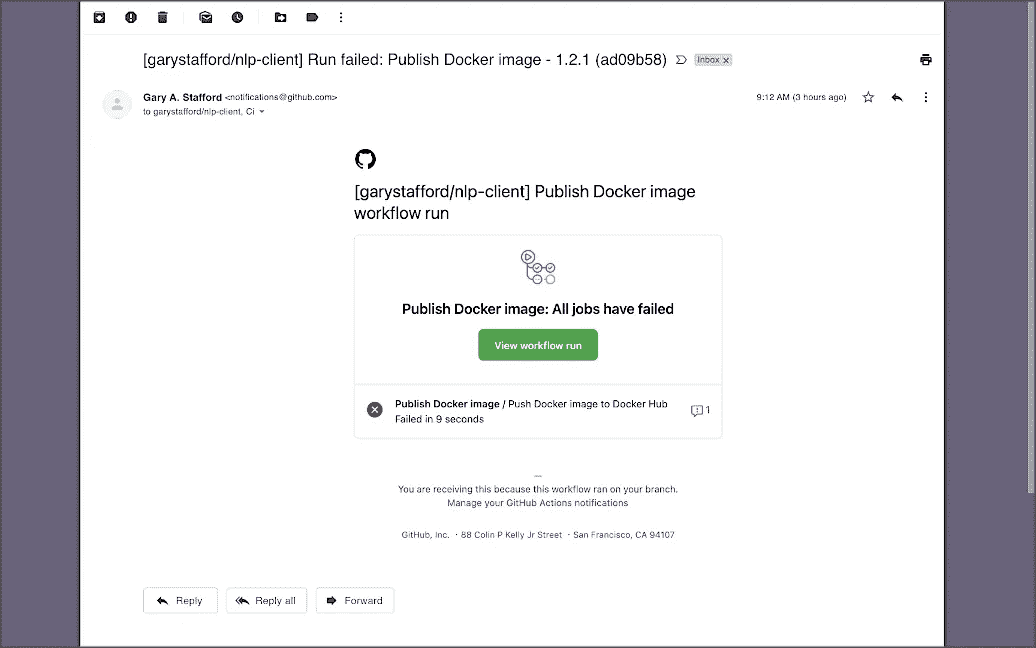 [garystafford/nlp-client] Run failed: Publish Docker image - 1.2.1 (ad09b58) Inbox x
Gary A. Stafford <notifications@github.com> 9:12 AM (3 hours ago)
to garystafford/nlp-client, Ci
[garystafford/nlp-client] Publish Docker image
workflow run
Publish Docker image: All jobs have failed
View workflow run
Publish Docker image / Push Docker image to Docker Hub
Failed in 9 seconds
1
—
You are receiving this because this workflow ran on your branch.
Manage your GitHub Actions notifications
GitHub, Inc. ・88 Colin P Kelly Jr Street ・San Francisco, CA 94107
Reply Reply all Forward